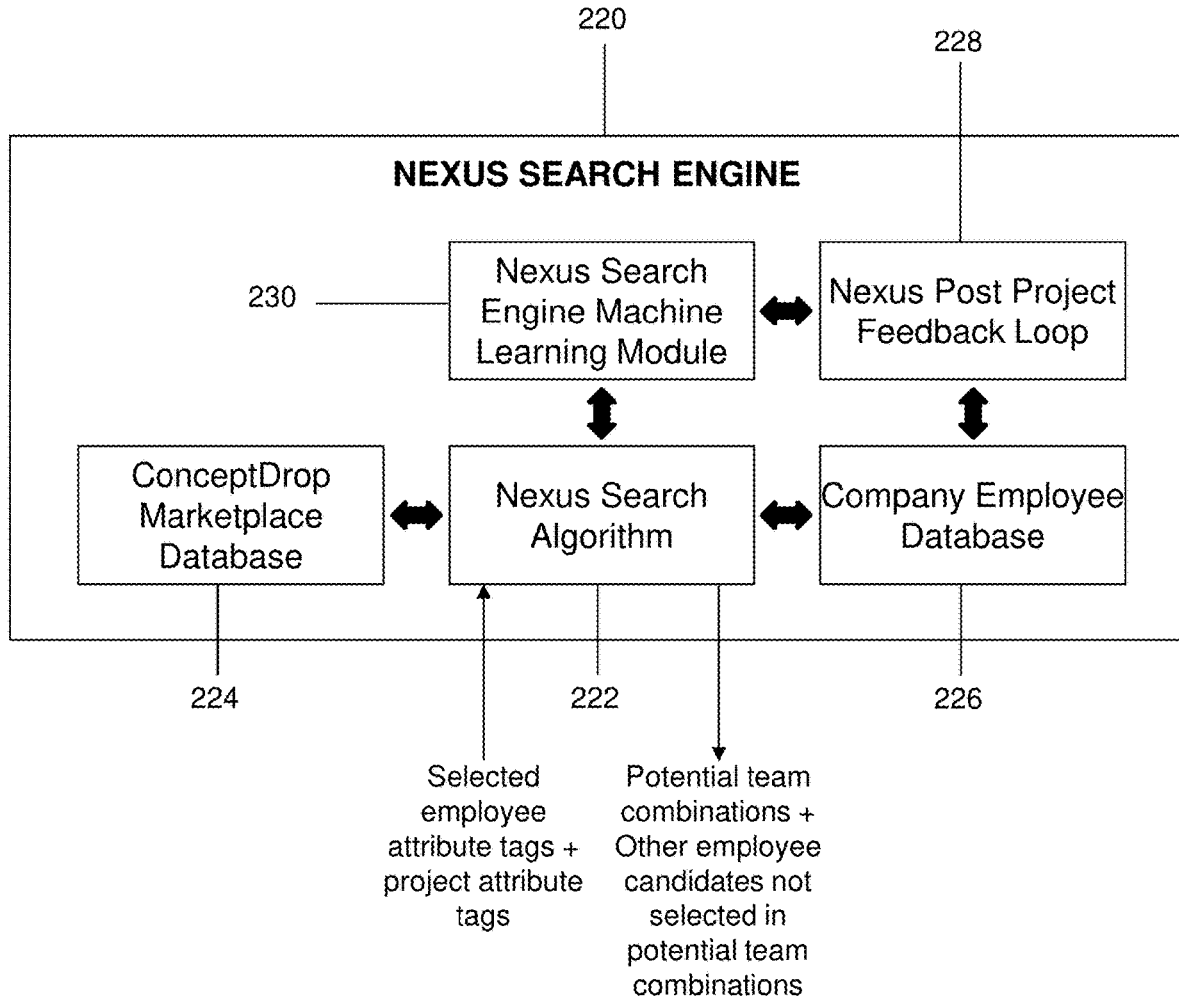 220
228
NEXUS SEARCH ENGINE
230
Nexus Search
Engine Machine
Learning Module
Nexus Post Project
Feedback Loop
ConceptDrop
Marketplace
Database
Nexus Search
Algorithm
Company Employee
Database
224
222
226
Selected
employee
attribute tags +
project attribute
tags
Potential team
combinations +
Other employee
candidates not
selected in
potential team
combinations